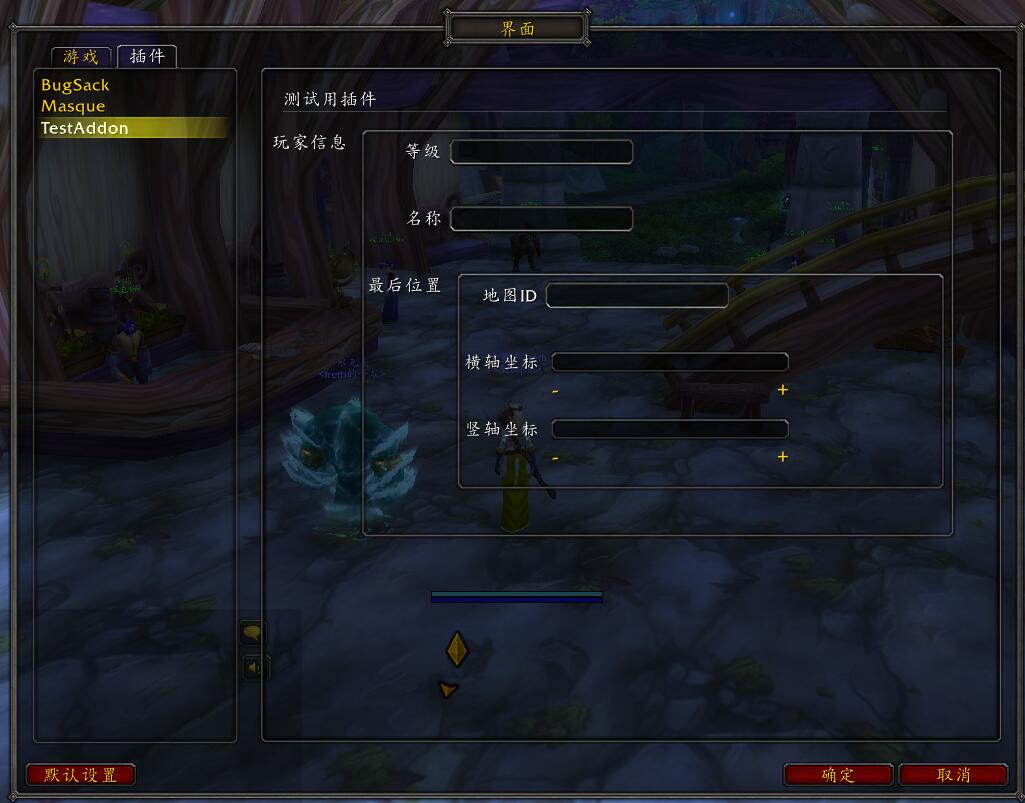 界面
游戏 插件
BugSack
Masque
TestAddon
测试用插件
玩家信息
等级
名称
最后位置
地图ID
横轴坐标
- +
竖轴坐标
- +
默认设置
确定 取消